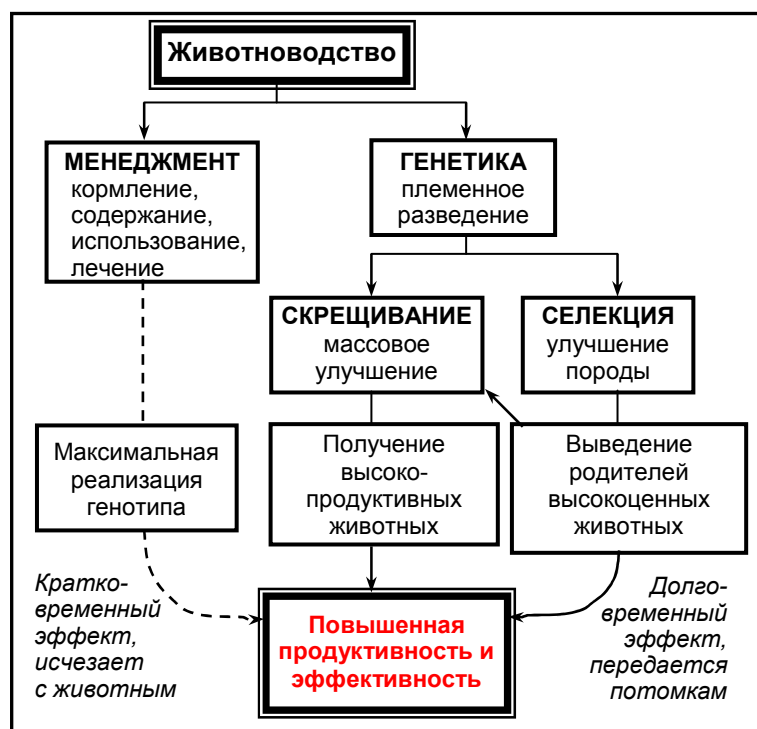 Животноводство
МЕНЕДЖМЕНТ
кормление,
содержание,
использование,
лечение
ГЕНЕТИКА
племенное
разведение
СКРЕЩИВАНИЕ
массовое
улучшение
СЕЛЕКЦИЯ
улучшение
породы
Максимальная
реализация
генотипа
Получение
высоко-
продуктивных
животных
Выведение
родителей
высокоценных
животных
Кратко-
временный
эффект,
исчезает
с животным
Повышенная
продуктивность и
эффективность
Долго-
временный
эффект,
передается
потомкам